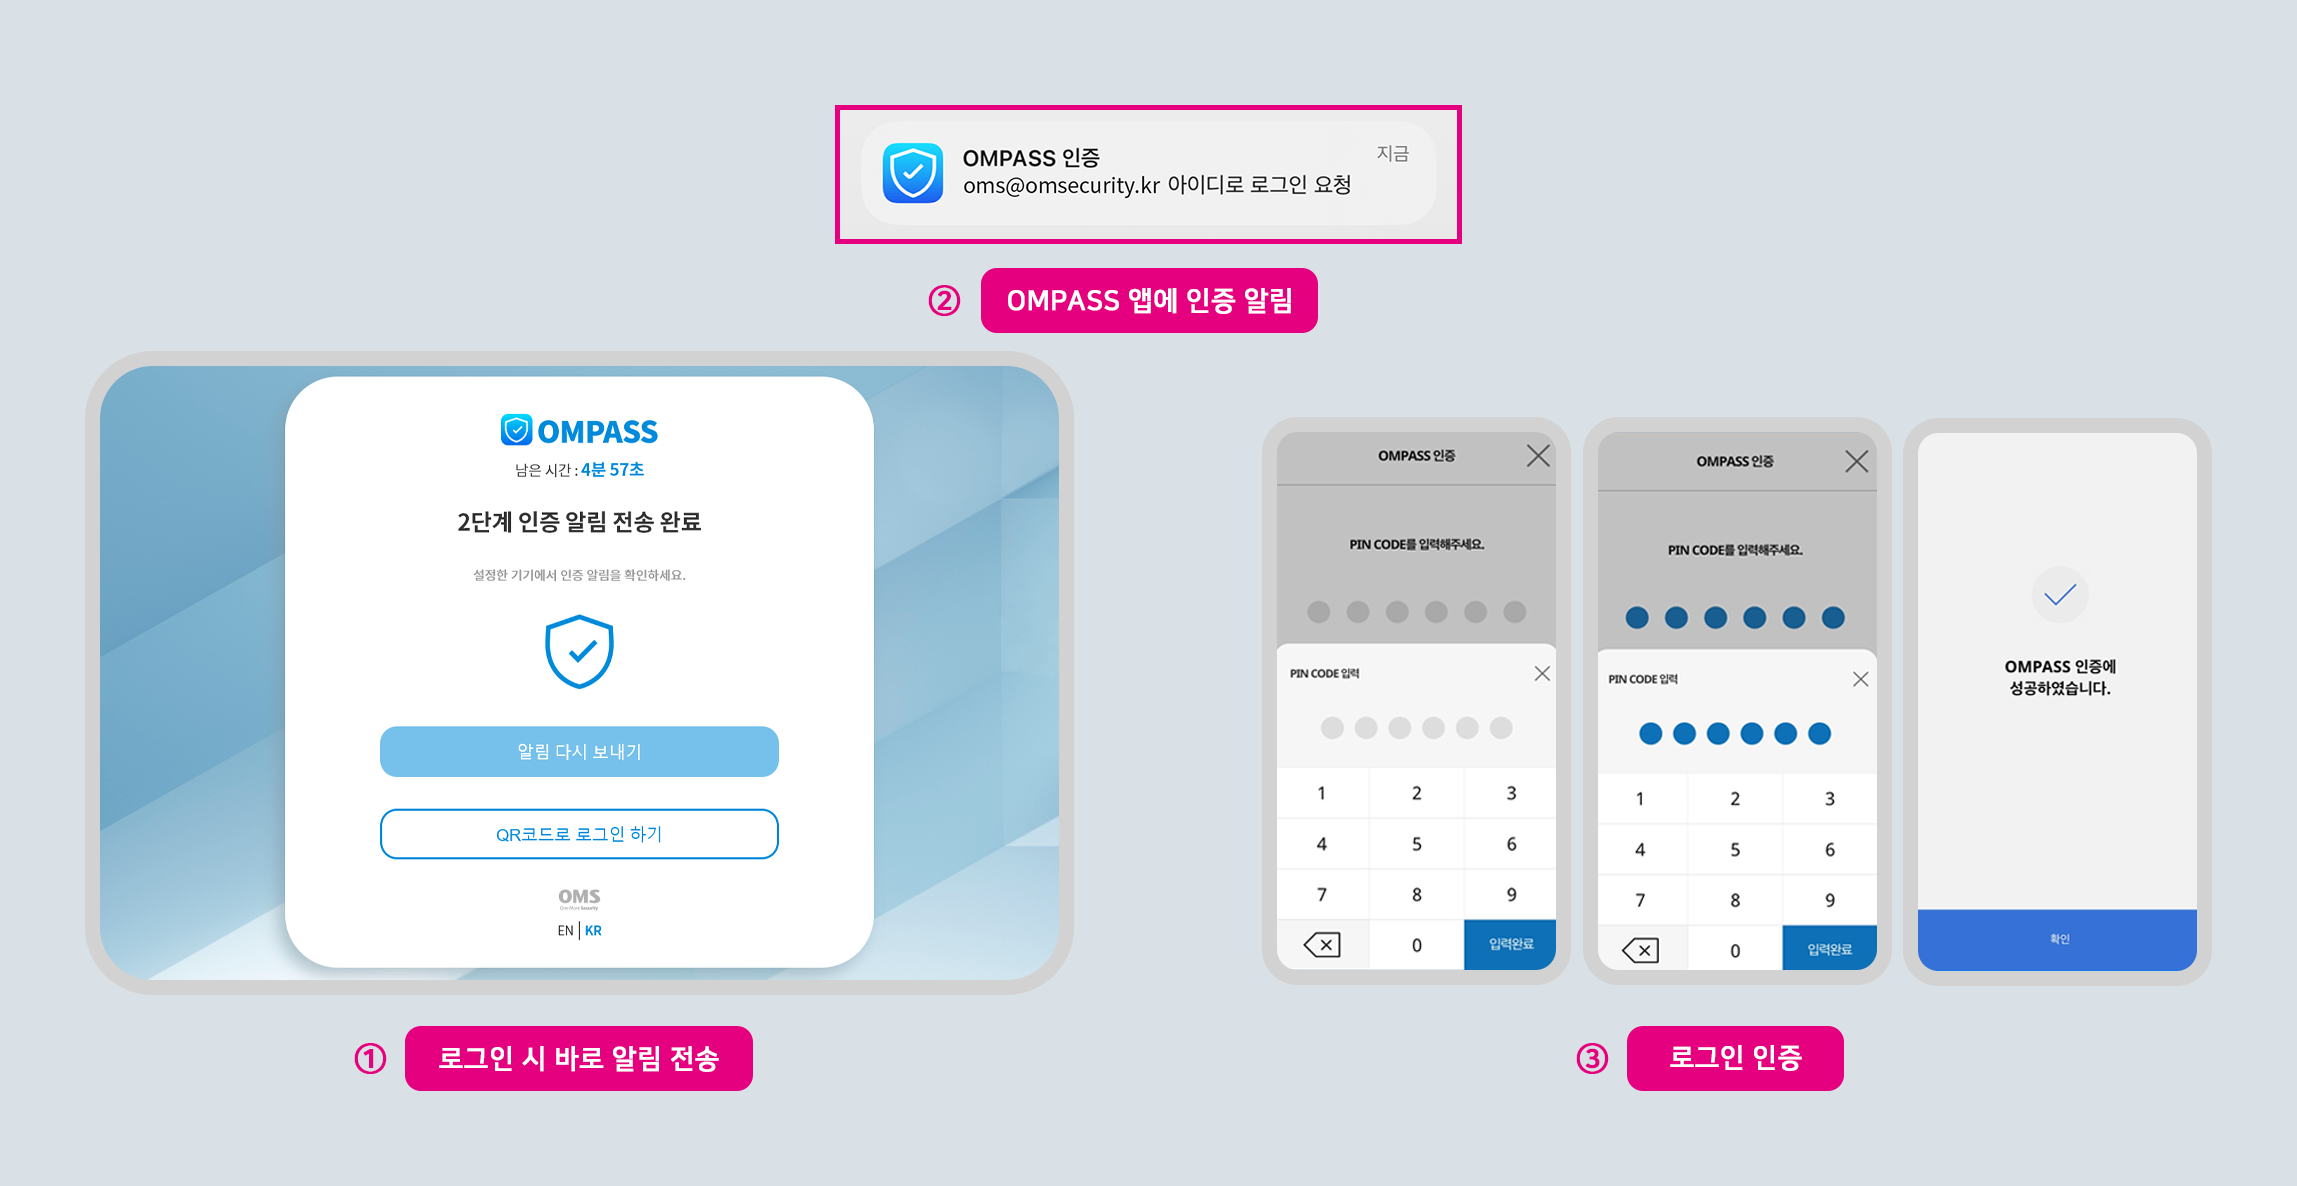 OMPASS 인증
지금
oms@omsecurity.kr 아이디로 로그인 요청
② OMPASS 앱에 인증 알림
OMPASS
남은 시간 : 4분 57초
2단계 인증 알림 전송 완료
설정한 기기에서 인증 알림을 확인하세요.
알림 다시 보내기
QR코드로 로그인 하기
OMS
One More Security
EN | KR
① 로그인 시 바로 알림 전송
OMPASS 인증
PIN CODE를 입력해주세요.
PIN CODE 입력
1 2 3
4 5 6
7 8 9
0 입력완료
OMPASS 인증
PIN CODE를 입력해주세요.
PIN CODE 입력
1 2 3
4 5 6
7 8 9
0 입력완료
OMPASS 인증에
성공하였습니다.
확인
③ 로그인 인증